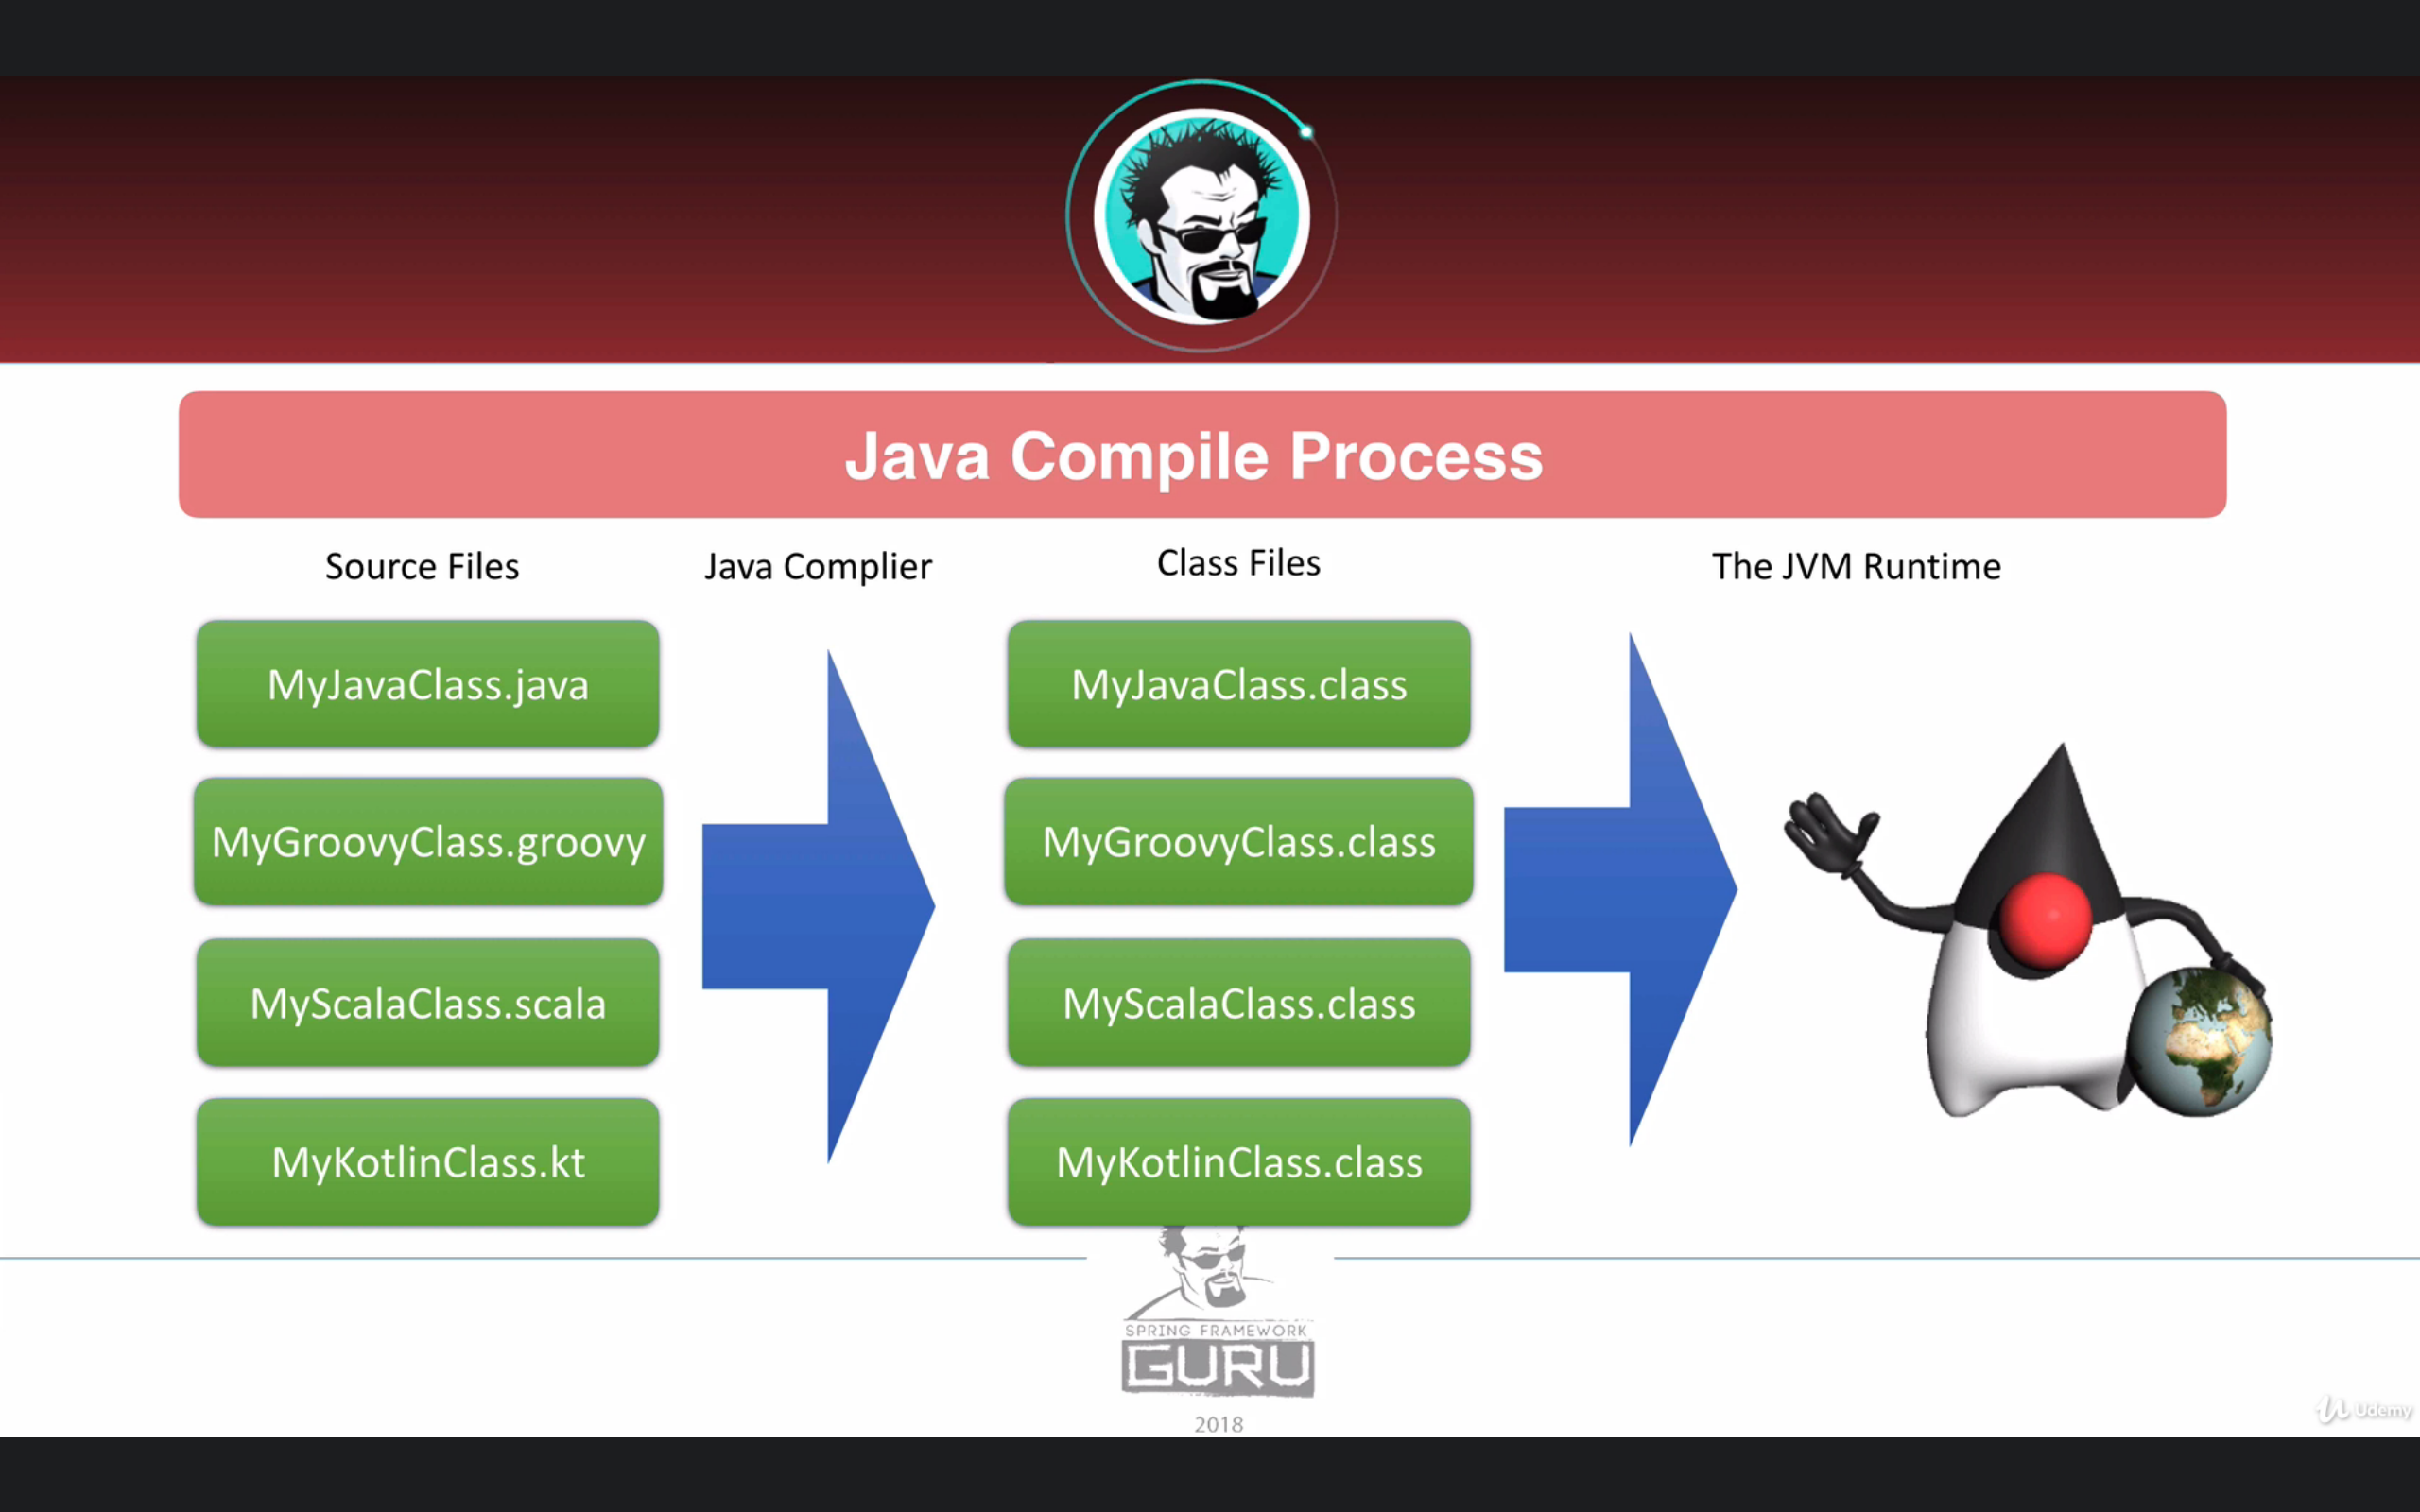 Java Compile Process
Source Files
Java Complier
Class Files
The JVM Runtime
MyJavaClass.java
MyJavaClass.class
MyGroovyClass.groovy
MyGroovyClass.class
MyScalaClass.scala
MyScalaClass.class
MyKotlinClass.kt
MyKotlinClass.class
SPRING FRAMEWORK
GURU
2018
Udemy